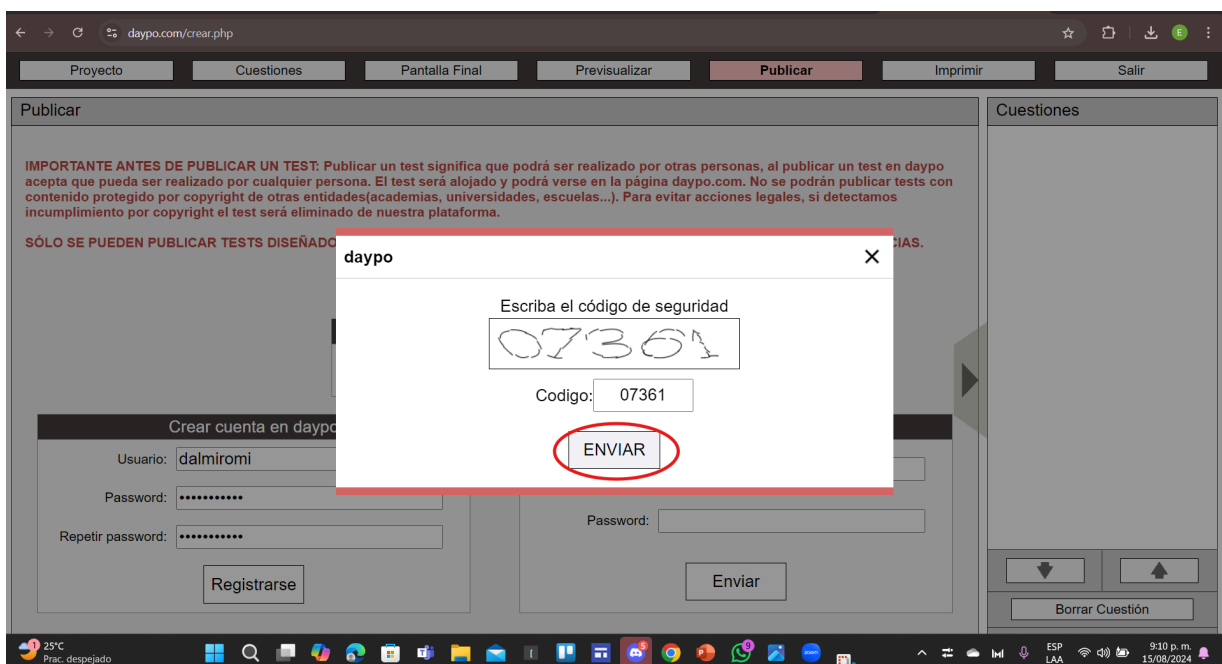 daypo.com/crear.php
E
Proyecto
Cuestiones
Pantalla Final
Previsualizar
Publicar
Imprimir
Salir
Publicar
Cuestiones
IMPORTANTE ANTES DE PUBLICAR UN TEST: Publicar un test significa que podrá ser realizado por otras personas, al publicar un test en daypo
acepta que pueda ser realizado por cualquier persona. El test será alojado y podrá verse en la página daypo.com. No se podrán publicar tests con
contenido protegido por copyright de otras entidades(academias, universidades, escuelas...). Para evitar acciones legales, si detectamos
incumplimiento por copyright el test será eliminado de nuestra plataforma.
SÓLO SE PUEDEN PUBLICAR TESTS DISEÑADO
CIAS.
daypo
Escriba el código de seguridad
07361
Codigo: 07361
ENVIAR
Crear cuenta en daypo
Usuario: dalmiromi
Password: •••••••••••
Repetir password: •••••••••••
Registrarse
Password:
Enviar
Borrar Cuestión
1
25°C
Prac. despejado
zoom
ESP
LAA
9:10 p. m.
15/08/2024